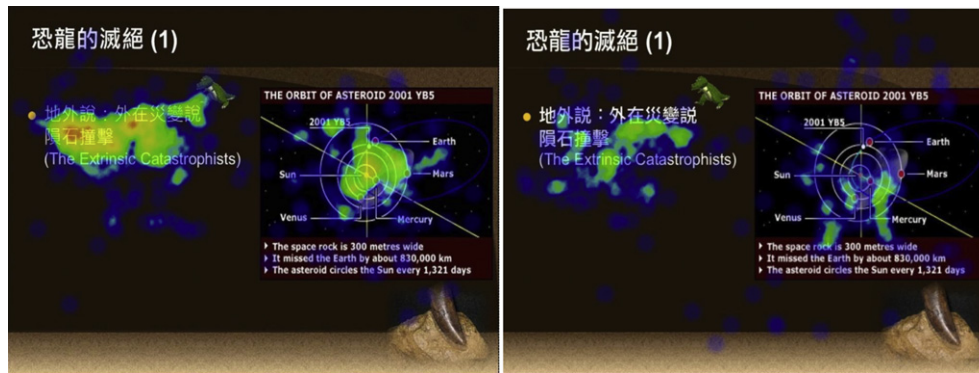 恐龍的滅絕 (1)
地外說：外在災變說
隕石撞擊
(The Extrinsic Catastrophists)
THE ORBIT OF ASTEROID 2001 YB5
2001 YB5
Earth
Sun
Mars
Venus
Mercury
The space rock is 300 metres wide
It missed the Earth by about 830,000 km
The asteroid circles the Sun every 1,321 days
恐龍的滅絕 (1)
地外説：外在災變説
隕石撞擊
(The Extrinsic Catastrophists)
THE ORBIT OF ASTEROID 2001 YB5
2001 YB5
Earth
Sun
Mars
Venus
Mercury
The space rock is 300 metres wide
It missed the Earth by about 830,000 km
The asteroid circles the Sun every 1,321 days